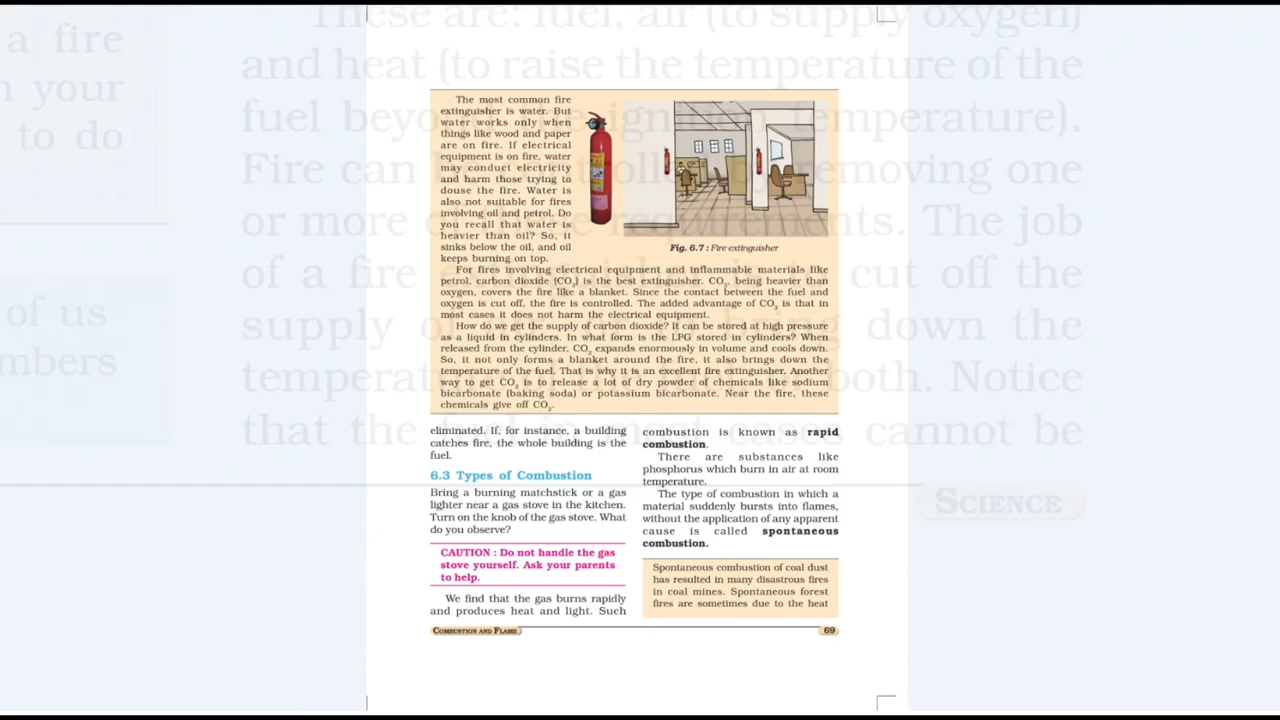 These are: fuel, air (to supply oxygen)
and heat (to raise the temperature of the
a fire
your
to do
of us
The most common fire
extinguisher is water. But
water works only when
things like wood and paper
are on fire. If electrical
equipment is on fire, water
may conduct electricity
and harm those trying to
douse the fire. Water is
also not suitable for fires
involving oil and petrol. Do
you recall that water is
heavier than oil? So, it
sinks below the oil, and oil
keeps burning on top.
Fig. 6.7 : Fire extinguisher
For fires involving electrical equipment and inflammable materials like
petrol, carbon dioxide (CO2) is the best extinguisher. CO2, being heavier than
oxygen, covers the fire like a blanket. Since the contact between the fuel and
oxygen is cut off, the fire is controlled. The added advantage of CO2 is that in
most cases it does not harm the electrical equipment.
How do we get the supply of carbon dioxide? It can be stored at high pressure
as a liquid in cylinders. In what form is the LPG stored in cylinders? When
released from the cylinder, CO2 expands enormously in volume and cools down.
So, it not only forms a blanket around the fire, it also brings down the
temperature of the fuel. That is why it is an excellent fire extinguisher. Another
way to get CO2 is to release a lot of dry powder of chemicals like sodium
bicarbonate (baking soda) or potassium bicarbonate. Near the fire, these
chemicals give off CO2.
eliminated. If, for instance, a building
catches fire, the whole building is the
fuel.
6.3 Types of Combustion
Bring a burning matchstick or a gas
lighter near a gas stove in the kitchen.
Turn on the knob of the gas stove. What
do you observe?
CAUTION : Do not handle the gas
stove yourself. Ask your parents
to help.
We find that the gas burns rapidly
and produces heat and light. Such
combustion is known as rapid
combustion.
There are substances like
phosphorus which burn in air at room
temperature.
The type of combustion in which a
material suddenly bursts into flames,
without the application of any apparent
cause is called spontaneous
combustion.
Spontaneous combustion of coal dust
has resulted in many disastrous fires
in coal mines. Spontaneous forest
fires are sometimes due to the heat
COMBUSTION AND FLAME
69
SCIENCE